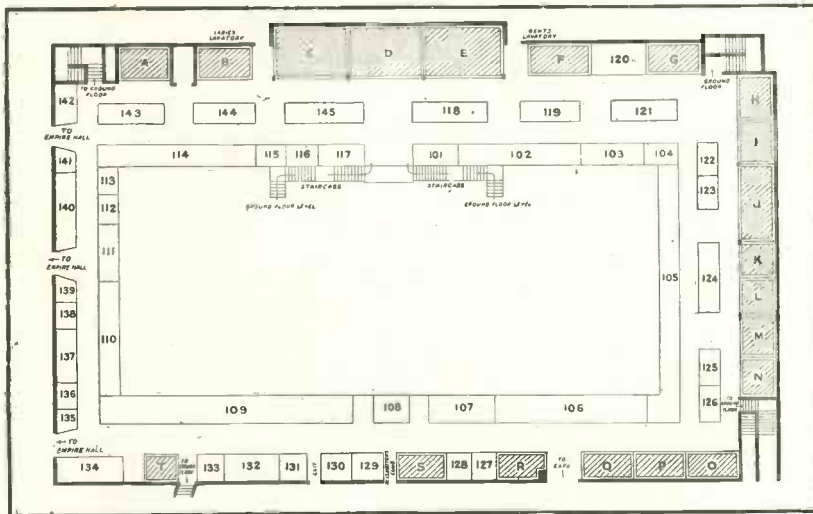 LADIES
LAVATORY
GENTS
LAVATORY
A
B
C
D
E
F
120
G
TO
GROUND
FLOOR
GROUND
FLOOR
142
143
144
145
118
119
121
H
TO
EMPIRE HALL
I
141
114
115
116
117
101
102
103
104
122
STAIRCASE
STAIRCASE
113
123
140
112
GROUND FLOOR LEVEL
GROUND FLOOR LEVEL
J
111
← TO
EMPIRE HALL
K
139
105
124
L
138
110
M
137
125
N
136
109
108
107
106
126
TO
GROUND
FLOOR
135
← TO
EMPIRE HALL
134
T
TO
GROUND
FLOOR
133
132
131
EXIT
130
129
S
128
127
R
TO
CAFE
Q
P
O